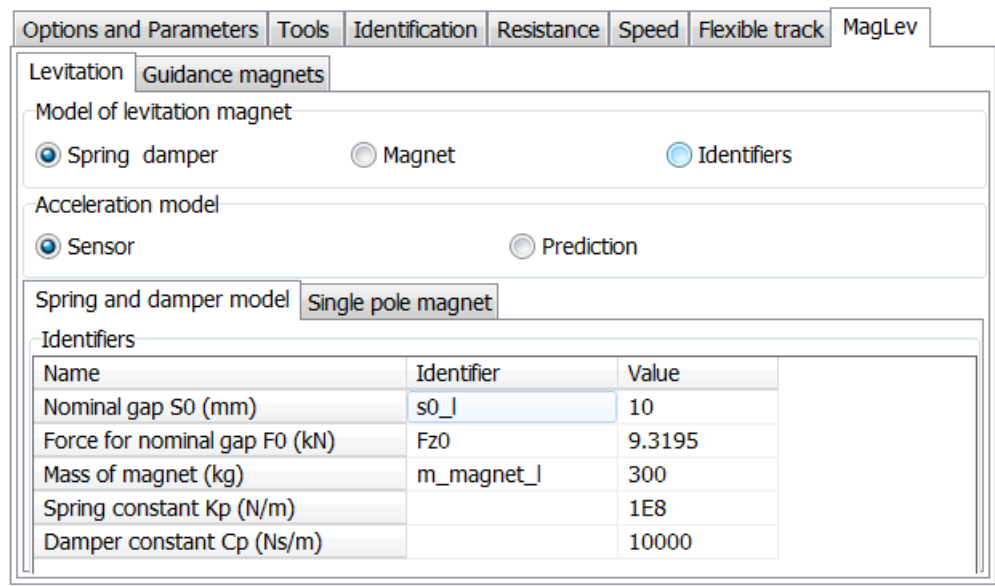 Options and Parameters Tools Identification Resistance Speed Flexible track MagLev
Levitation Guidance magnets
Model of levitation magnet
Spring damper Magnet Identifiers
Acceleration model
Sensor Prediction
Spring and damper model Single pole magnet
Identifiers
Name Identifier Value
Nominal gap S0 (mm) s0_l 10
Force for nominal gap F0 (kN) Fz0 9.3195
Mass of magnet (kg) m_magnet_l 300
Spring constant Kp (N/m) 1E8
Damper constant Cp (Ns/m) 10000